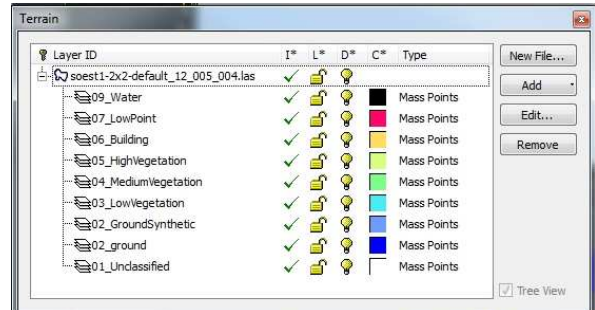 Terrain
Layer ID I* L* D* C* Type
soest1-2x2-default_12_005_004.las
09_Water Mass Points
07_LowPoint Mass Points
06_Building Mass Points
05_HighVegetation Mass Points
04_MediumVegetation Mass Points
03_LowVegetation Mass Points
02_GroundSynthetic Mass Points
02_ground Mass Points
01_Unclassified Mass Points
New File...
Add
Edit...
Remove
Tree View